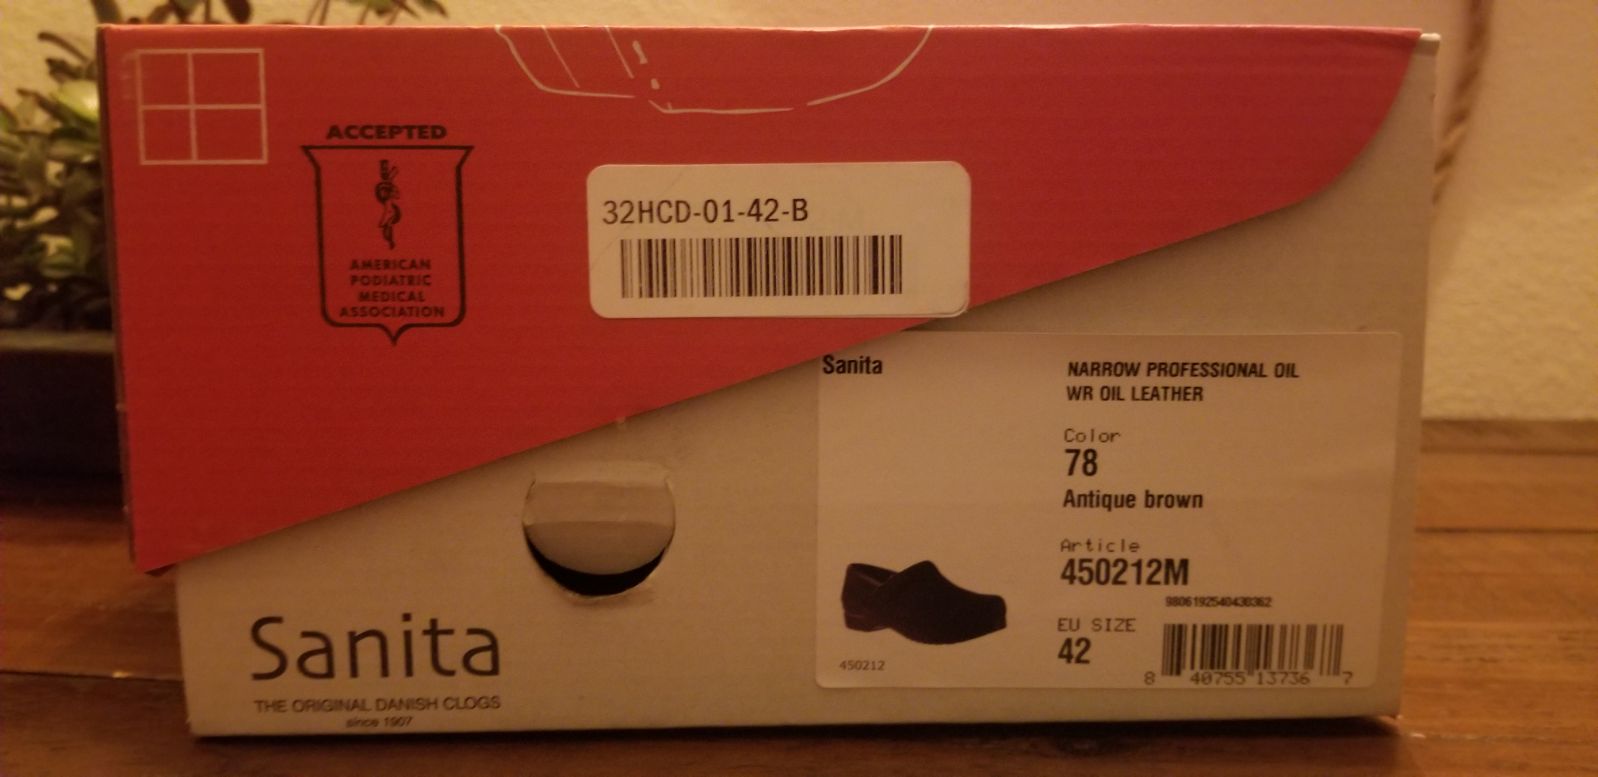 ACCEPTED
AMERICAN
PODIATRIC
MEDICAL
ASSOCIATION
32HCD-01-42-B
Sanita
NARROW PROFESSIONAL OIL
WR OIL LEATHER
Color
78
Antique brown
Article
450212M
9806192540430362
EU SIZE
42
8 40755 13736 7
450212
Sanita
THE ORIGINAL DANISH CLOGS
since 1907